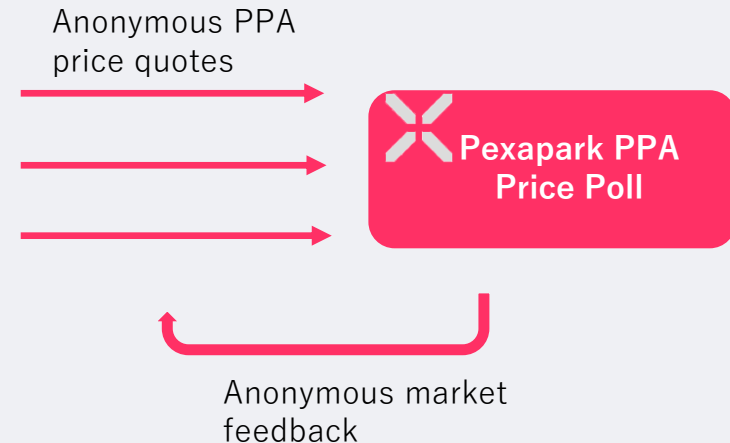 Anonymous PPA
price quotes
Pexapark PPA
Price Poll
Anonymous market
feedback